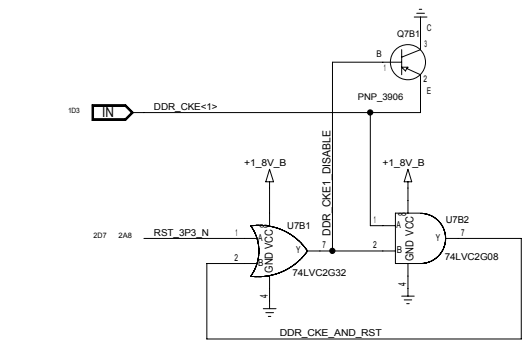 C
Q7B1
3
B
1
2
PNP_3906
E
1D3
IN
DDR_CKE<1>
DDR_CKE1_DISABLE
+1_8V_B
+1_8V_B
8
8
U7B1
U7B2
2D7 2A8
RST_3P3_N
1
A
VCC
Y
7
1
A
VCC
Y
7
2
B
GND
2
B
GND
74LVC2G32
74LVC2G08
4
4
DDR_CKE_AND_RST